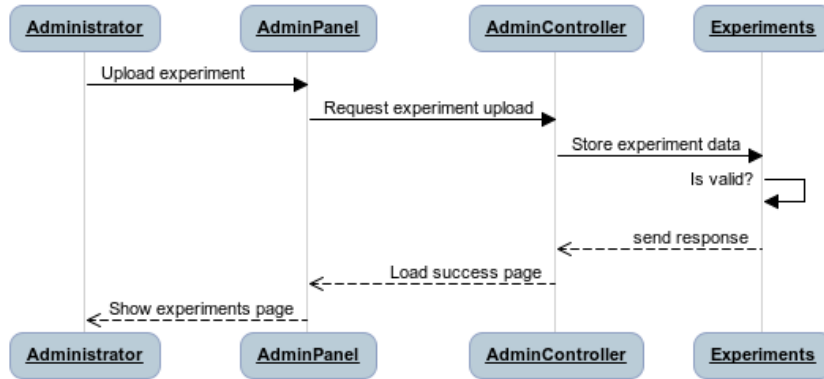 Administrator AdminPanel AdminController Experiments
Upload experiment
Request experiment upload
Store experiment data
Is valid?
send response
Load success page
Show experiments page
Administrator AdminPanel AdminController Experiments